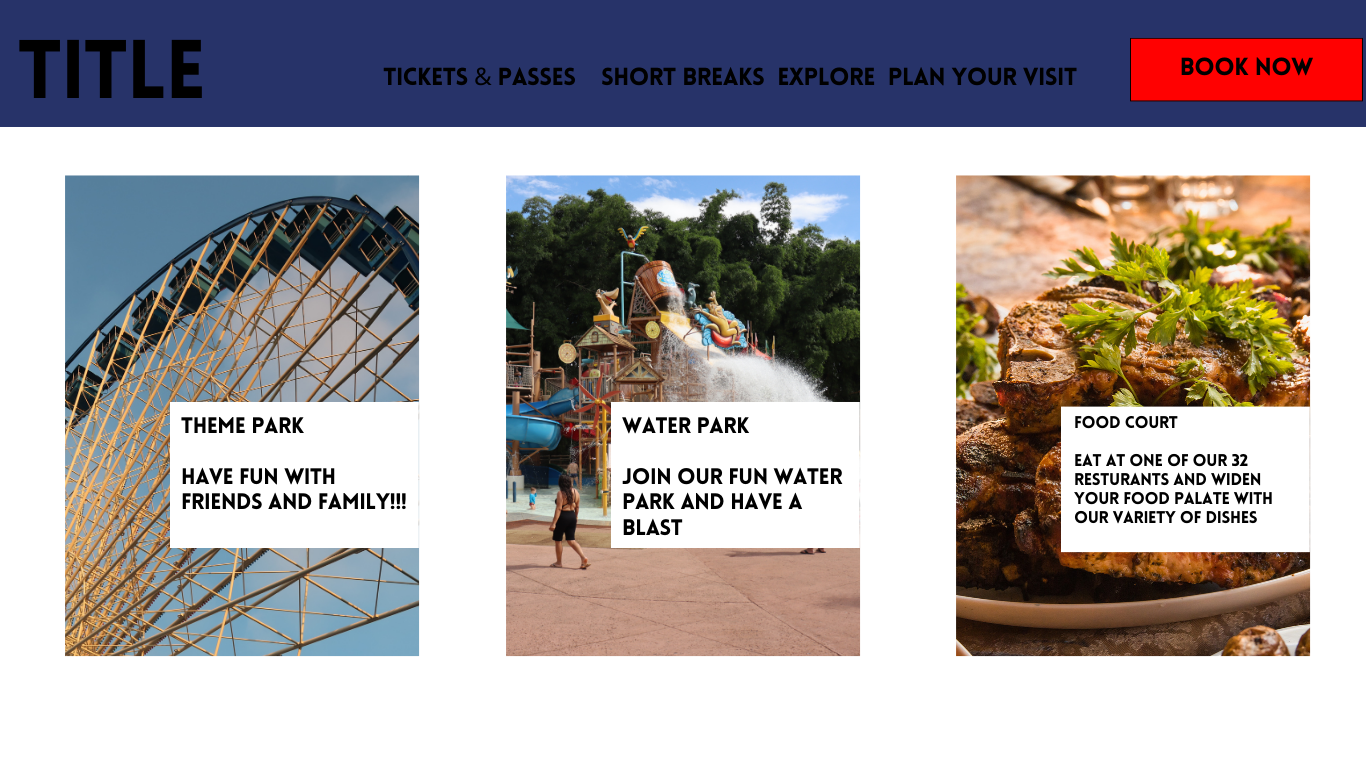 TITLE
TICKETS & PASSES SHORT BREAKS EXPLORE PLAN YOUR VISIT
BOOK NOW
THEME PARK
HAVE FUN WITH
FRIENDS AND FAMILY!!!
WATER PARK
JOIN OUR FUN WATER
PARK AND HAVE A
BLAST
FOOD COURT
EAT AT ONE OF OUR 32
RESTURANTS AND WIDEN
YOUR FOOD PALATE WITH
OUR VARIETY OF DISHES